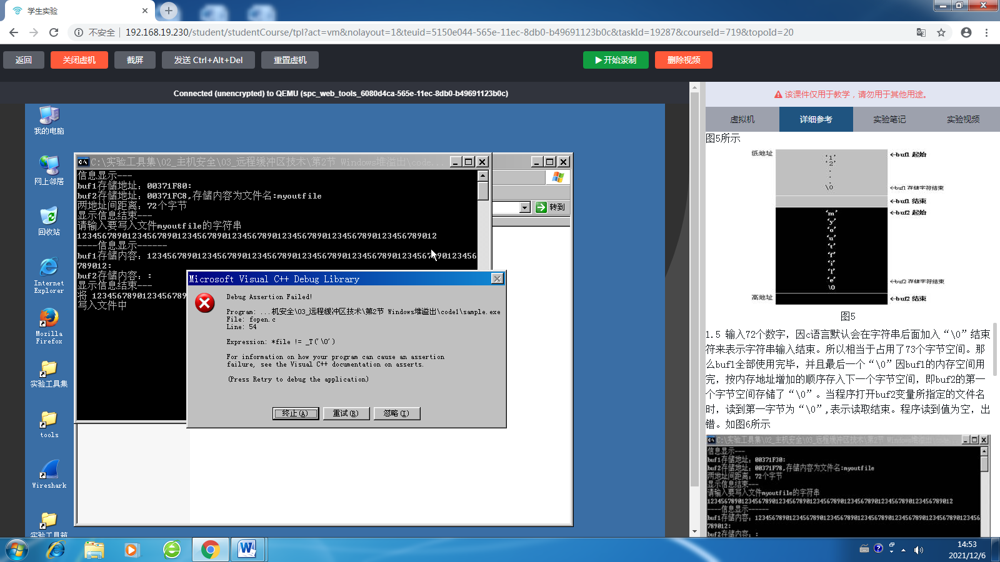 学生实验
不安全 192.168.19.230/student/studentCourse/tpl?act=vm&nolayout=1&teuid=5150e044-565e-11ec-8db0-b49691123b0c&taskId=19287&courseId=719&topoId=20
返回 关闭虚机 截屏 发送 Ctrl+Alt+Del 重置虚机 开始录制 删除视频
Connected (unencrypted) to QEMU (spc_web_tools_6080d4ca-565e-11ec-8db0-b49691123b0c)
我的电脑
网上邻居
回收站
Internet
Explorer
Mozilla
Firefox
实验工具集
tools
Wireshark
实验工具箱
C:\实验工具集\02_主机安全\03_远程缓冲区技术\第2节 Windows堆溢出\code...
信息显示---
buf1存储地址：00371F80:
buf2存储地址：00371FC8,存储内容为文件名:myoutfile
两地址间距离：72个字节
显示信息结束---
请输入要写入文件myoutfile的字符串
123456789012345678901234567890123456789012345678901234567890123456789012
----信息显示------
buf1存储内容：123456789012345678901234567890123456789012345678901234567890123456
789012:
buf2存储内容：:
显示信息结束---
将 1234567890123456789
写入文件中
转到
Microsoft Visual C++ Debug Library
Debug Assertion Failed!
Program: ...机安全\03_远程缓冲区技术\第2节 Windows堆溢出\code1\sample.exe
File: fopen.c
Line: 54
Expression: *file != _T('\0')
For information on how your program can cause an assertion
failure, see the Visual C++ documentation on asserts.
(Press Retry to debug the application)
终止(A) 重试(R) 忽略(I)
该课件仅用于教学，请勿用于其他用途。
虚拟机 详细参考 实验笔记 实验视频
图5所示
低地址 ←buf1 起始
'1'
'2'
.
.
.
\0 ←buf1 存储字符结束
←buf1 结束
'm' ←buf2 起始
'y'
'o'
'u'
't'
'f'
'i'
'l'
'e' ←buf2 存储字符结束
\0
高地址 ←buf2 结束
图5
1.5 输入72个数字，因c语言默认会在字符串后面加入“\0”结束
符来表示字符串输入结束。所以相当于占用了73个字节空间。那
么buf1全部使用完毕，并且最后一个“\0”因buf1的内存空间用
完，按内存地址增加的顺序存入下一个字节空间，即buf2的第一
个字节空间存储了“\0”。当程序打开buf2变量所指定的文件名
时，读到第一字节为“\0”,表示读取结束。程序读到值为空，出
错。如图6所示
C:\实验工具集\02_主机安全\03_远程缓冲区技术\第2节 Windows堆溢出\code
信息显示---
buf1存储地址：00371F30:
buf2存储地址：00371F78,存储内容为文件名:myoutfile
两地址间距离：72个字节
显示信息结束---
请输入要写入文件myoutfile的字符串
123456789012345678901234567890123456789012345678901234567890123456789012
----信息显示------
buf1存储内容：123456789012345678901234567890123456789012345678901234567890123456
789012:
buf2存储内容：:
14:53
2021/12/6